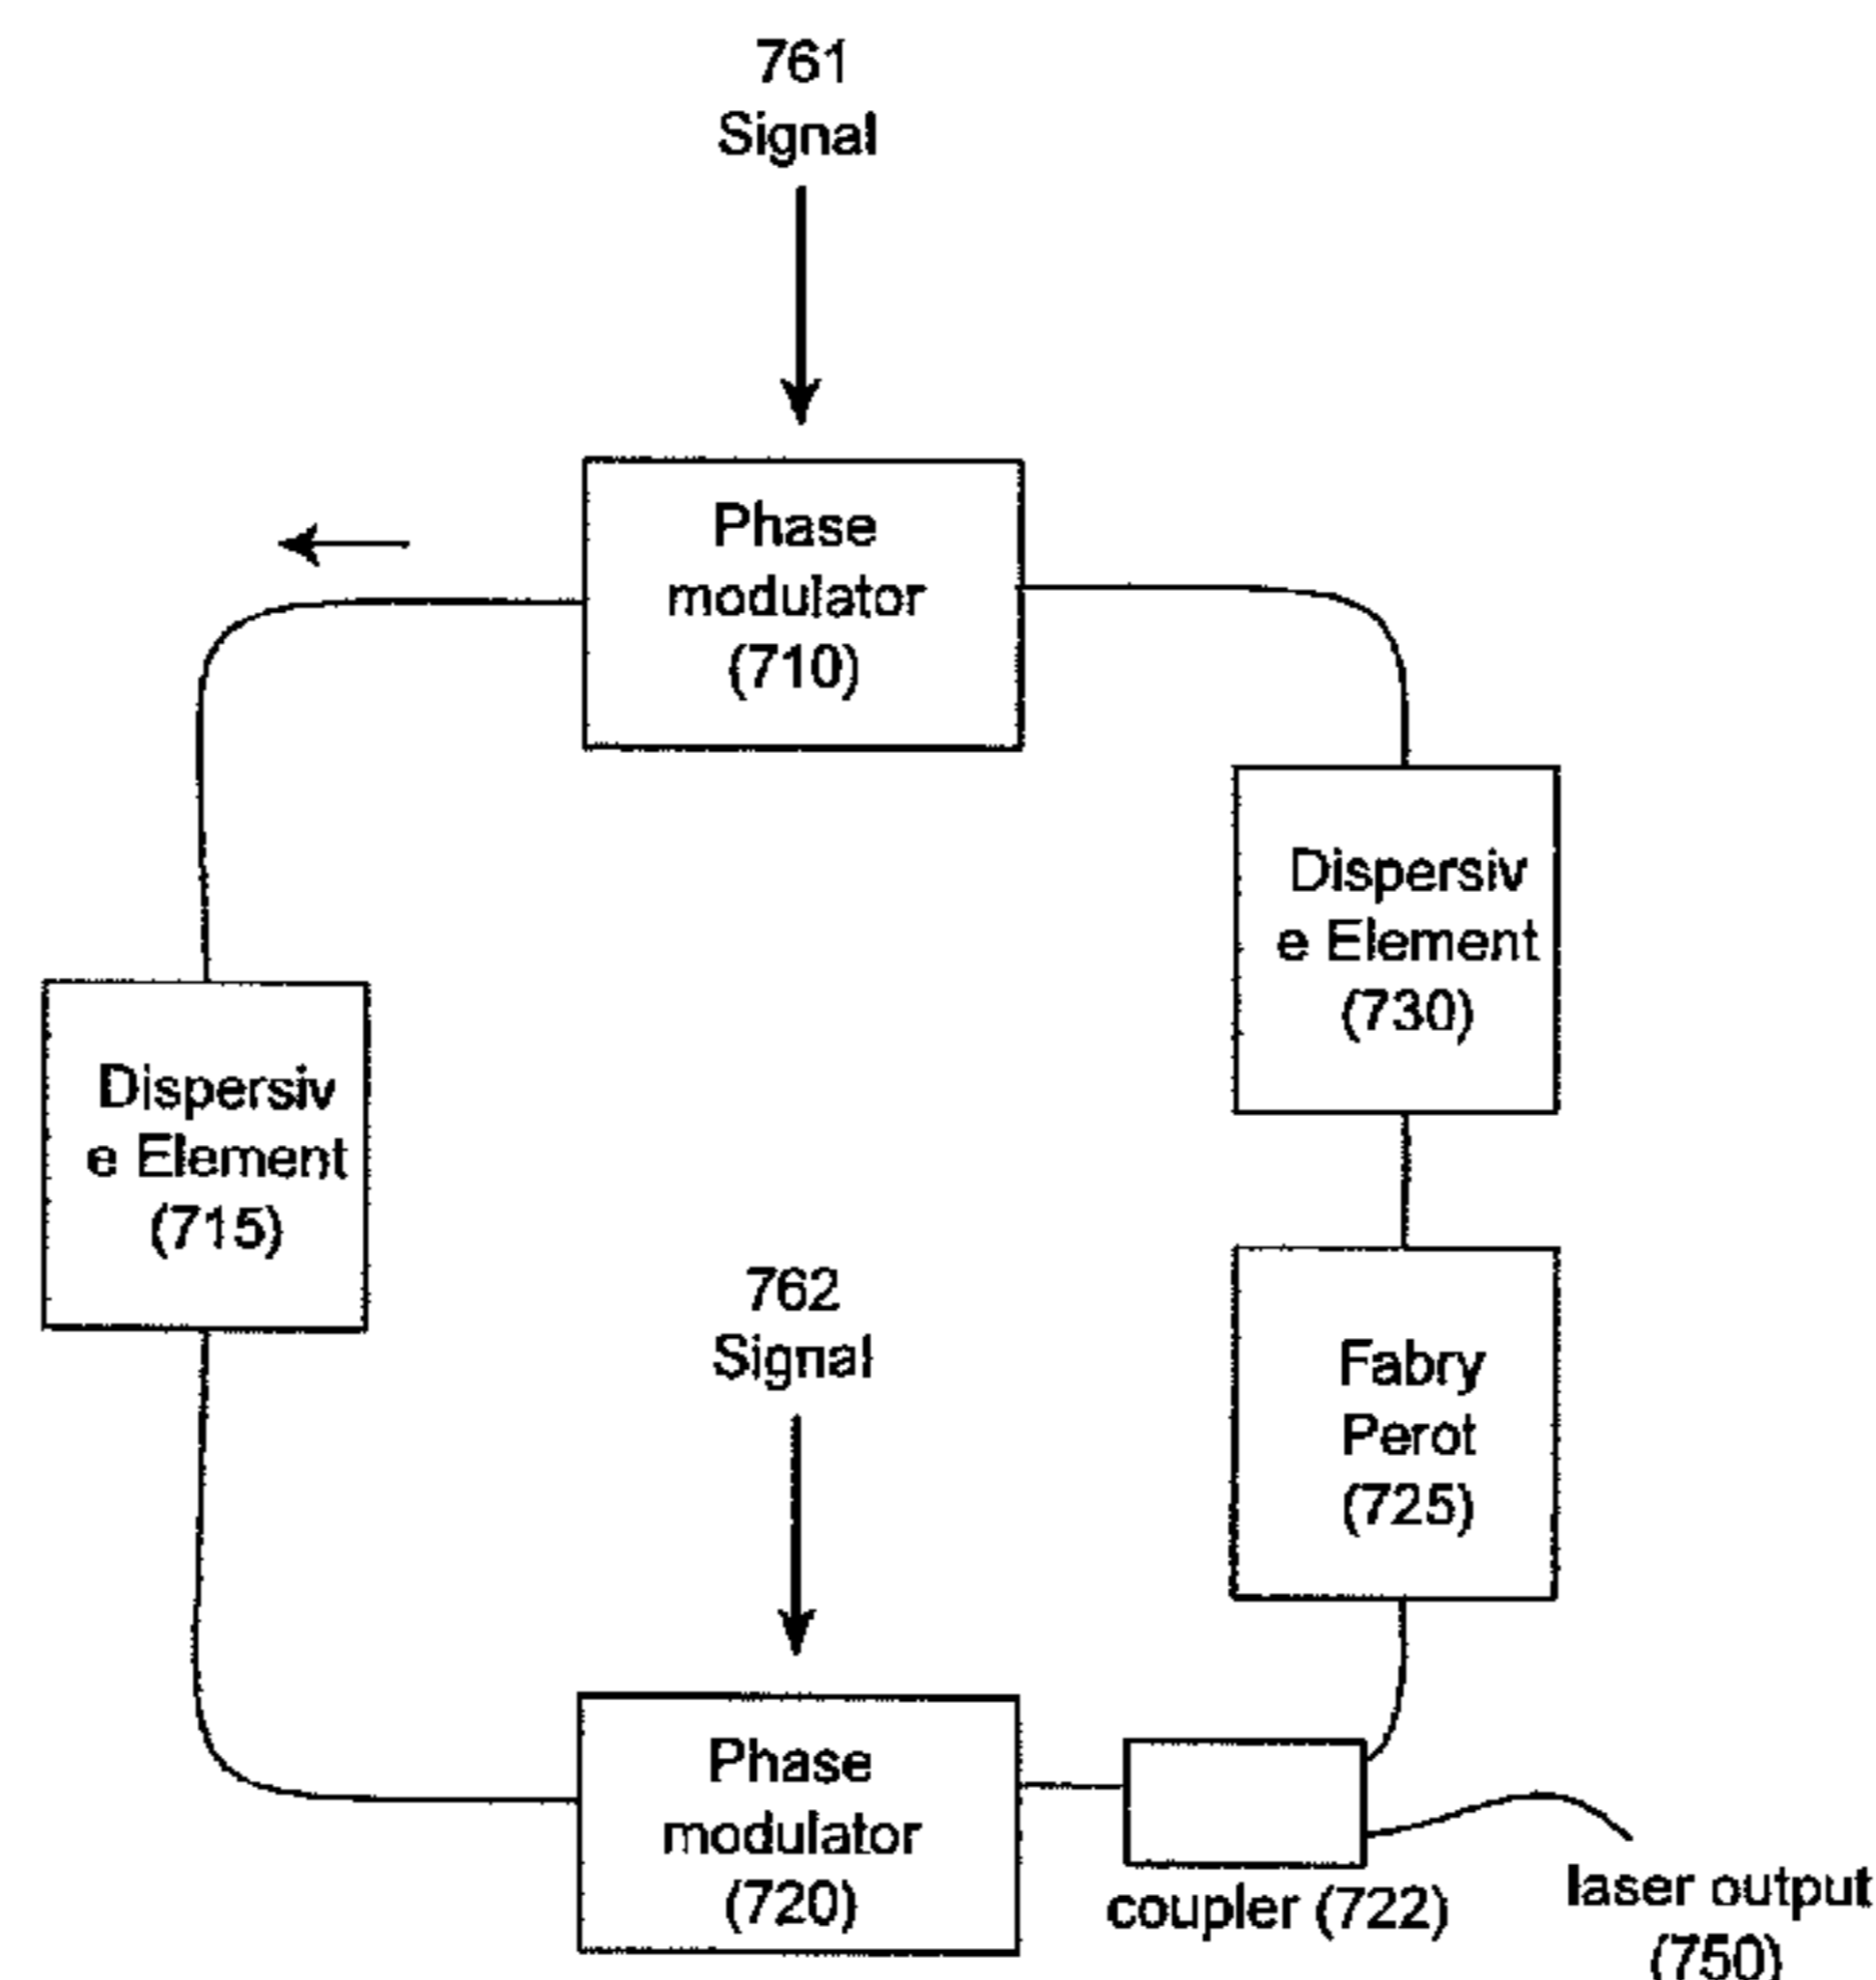 761
Signal
Phase
modulator
(710)
Dispersiv
e Element
(730)
Dispersiv
e Element
(715)
762
Signal
Fabry
Perot
(725)
Phase
modulator
(720)
coupler (722)
laser output
(750)